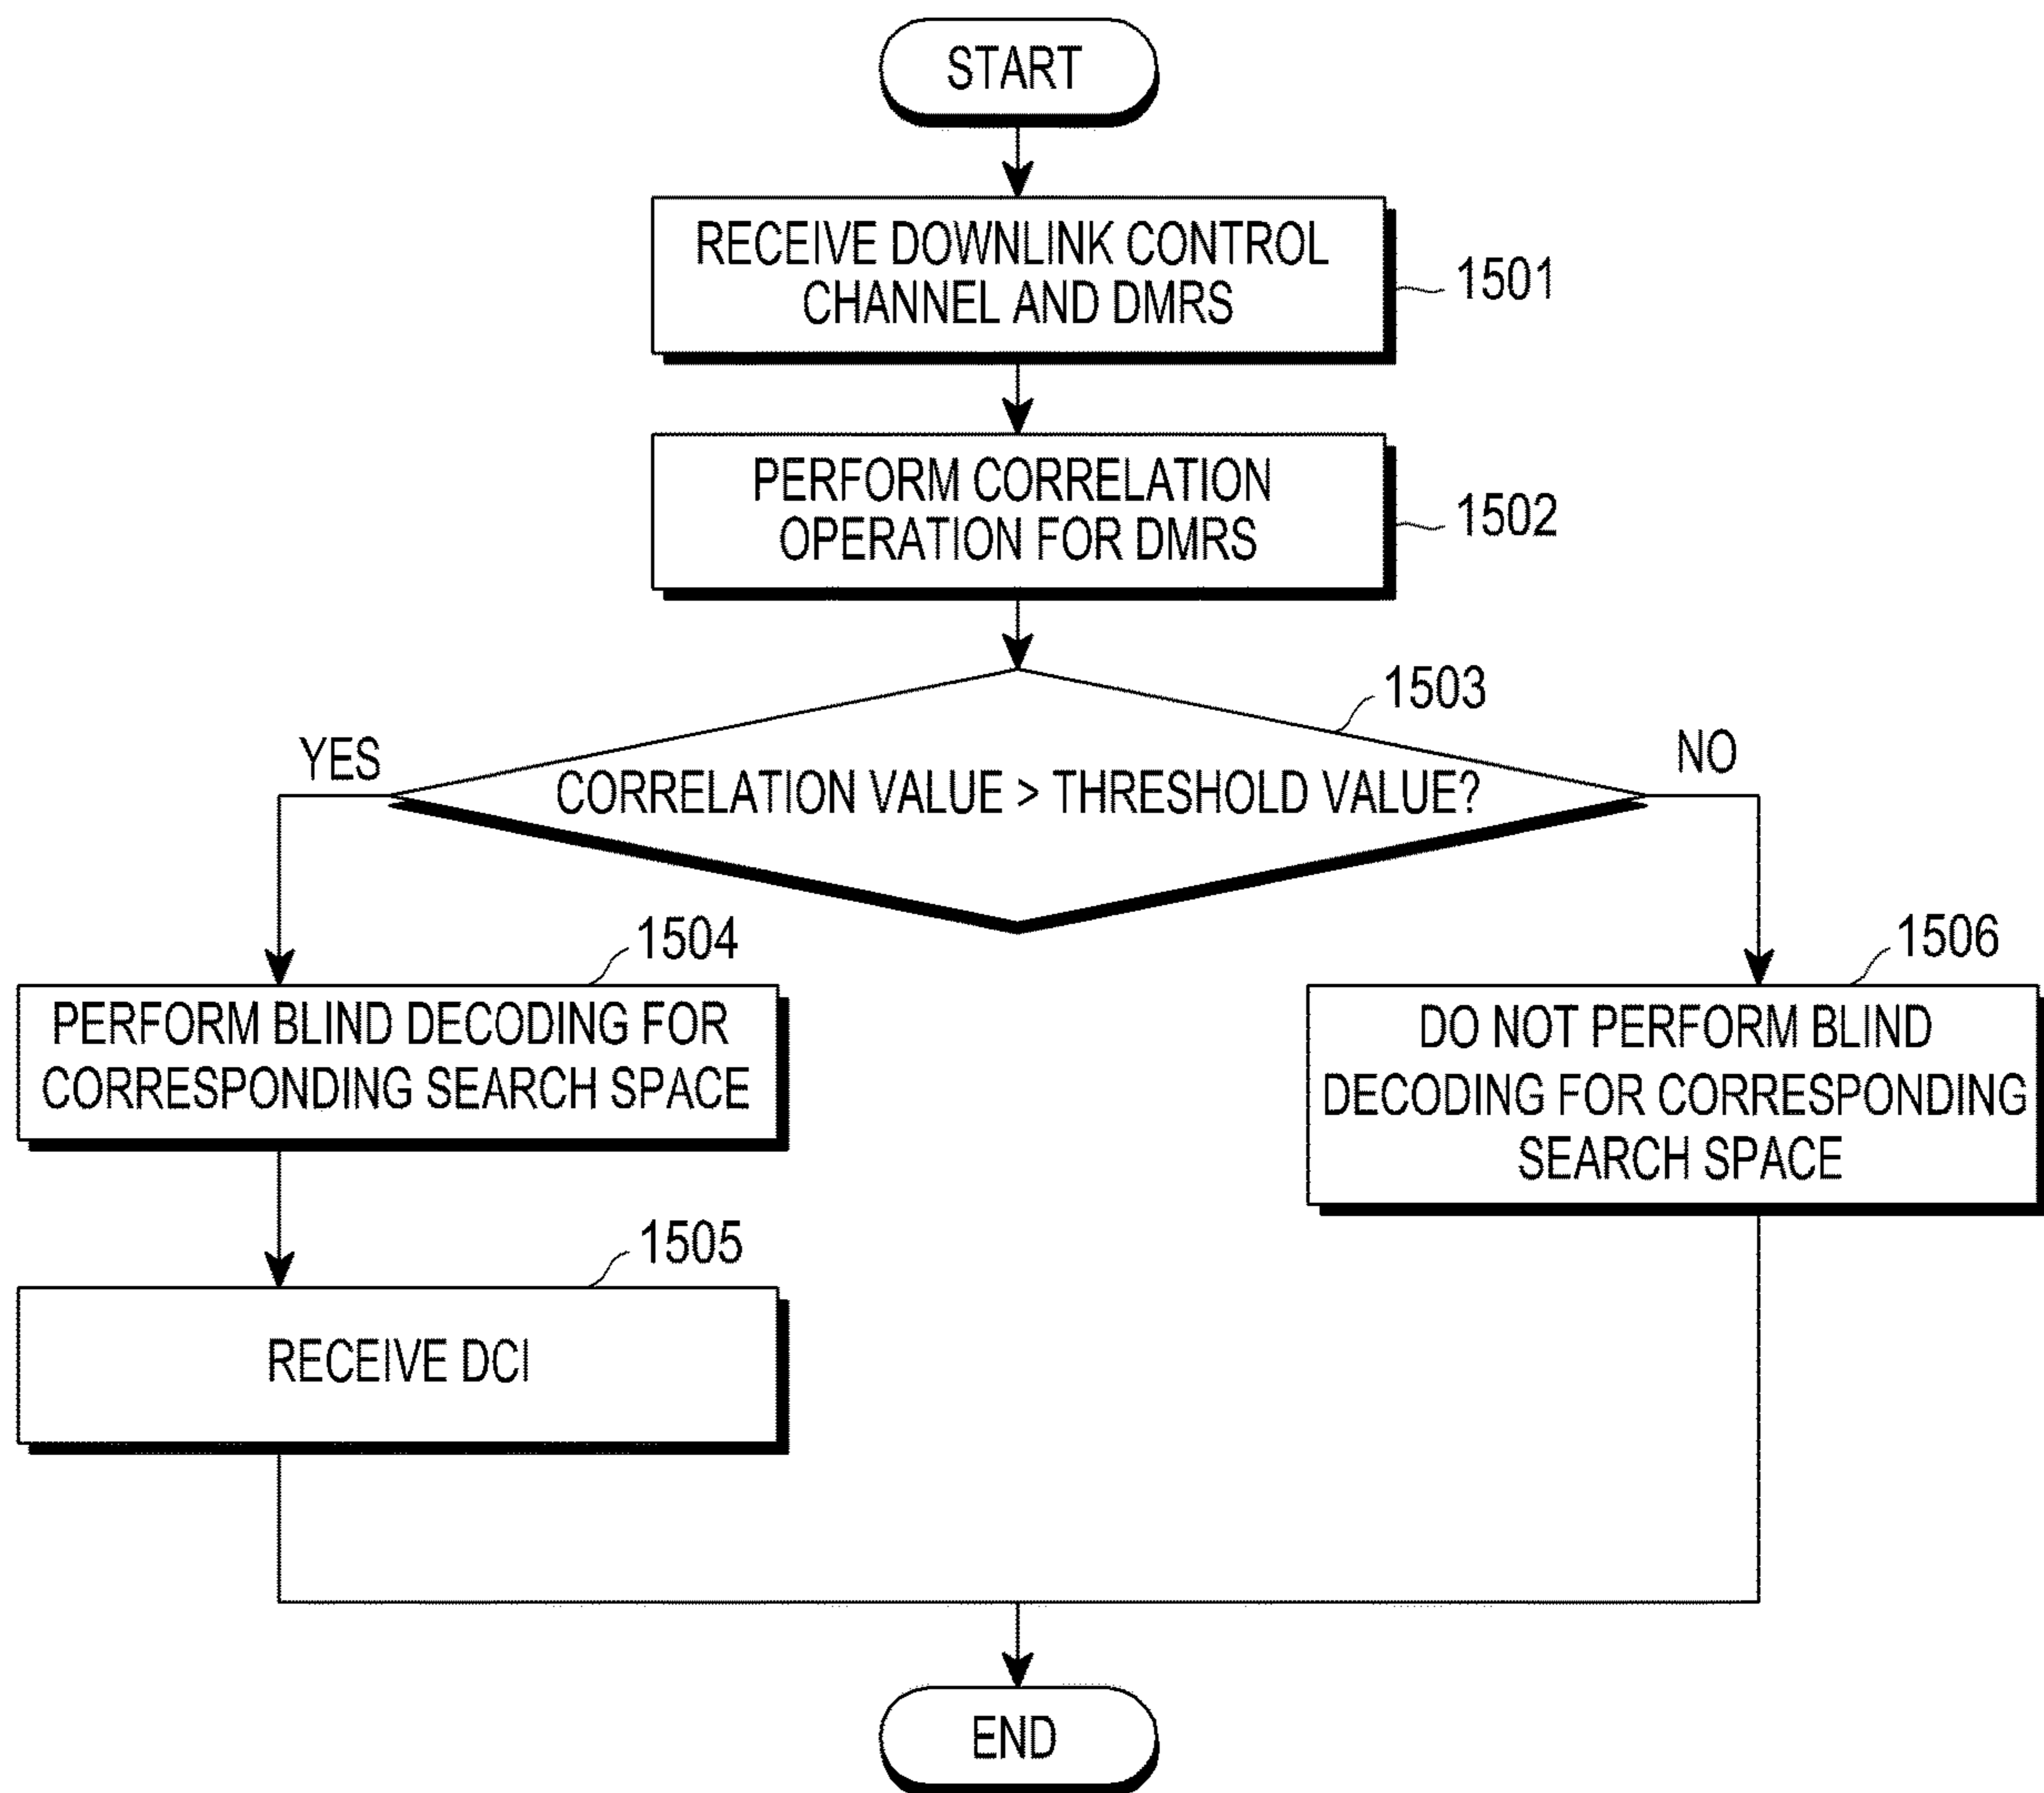 START
RECEIVE DOWNLINK CONTROL
CHANNEL AND DMRS
1501
PERFORM CORRELATION
OPERATION FOR DMRS
1502
1503
YES
CORRELATION VALUE > THRESHOLD VALUE?
NO
1504
PERFORM BLIND DECODING FOR
CORRESPONDING SEARCH SPACE
1506
DO NOT PERFORM BLIND
DECODING FOR CORRESPONDING
SEARCH SPACE
1505
RECEIVE DCI
END